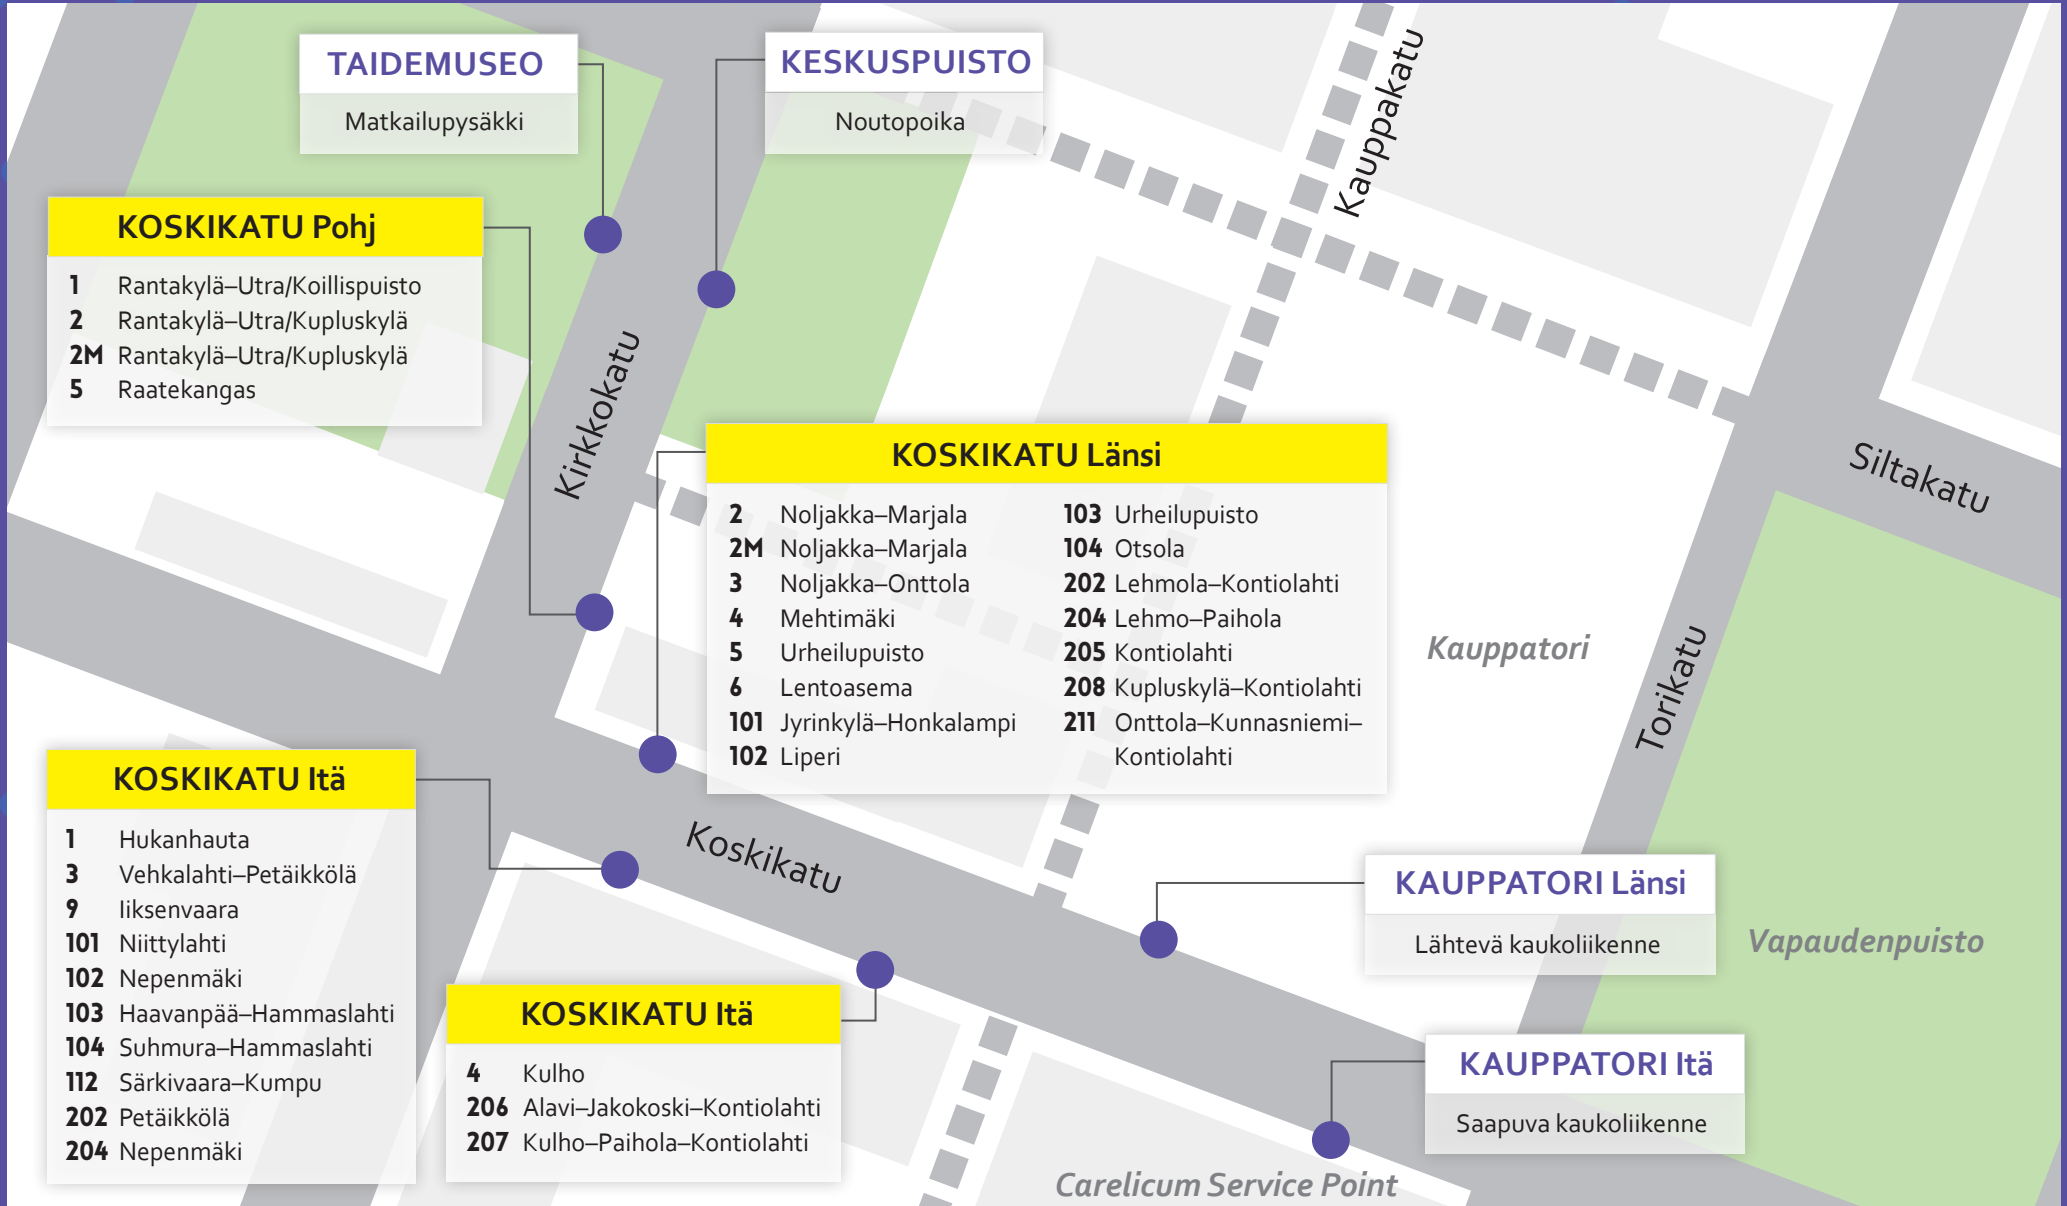 TAIDEMUSEO
Matkailupysäkki
KESKUSPUISTO
Noutopoika
Kauppakatu
KOSKIKATU Pohj
1 Rantakylä–Utra/Koillispuisto
2 Rantakylä–Utra/Kupluskylä
2M Rantakylä–Utra/Kupluskylä
5 Raatekangas
Kirkkokatu
Siltakatu
KOSKIKATU Länsi
2 Noljakka–Marjala
2M Noljakka–Marjala
3 Noljakka–Onttola
4 Mehtimäki
5 Urheilupuisto
6 Lentoasema
101 Jyrinkylä–Honkalampi
102 Liperi
103 Urheilupuisto
104 Otsola
202 Lehmola–Kontiolahti
204 Lehmo–Paihola
205 Kontiolahti
208 Kupluskylä–Kontiolahti
211 Onttola–Kunnasniemi–
Kontiolahti
Kauppatori
Torikatu
KOSKIKATU Itä
1 Hukanhauta
3 Vehkalahti–Petäikkölä
9 Iiksenvaara
101 Niittylahti
102 Nepenmäki
103 Haavanpää–Hammaslahti
104 Suhmura–Hammaslahti
112 Särkivaara–Kumpu
202 Petäikkölä
204 Nepenmäki
Koskikatu
KOSKIKATU Itä
4 Kulho
206 Alavi–Jakokoski–Kontiolahti
207 Kulho–Paihola–Kontiolahti
KAUPPATORI Länsi
Lähtevä kaukoliikenne
Vapaudenpuisto
KAUPPATORI Itä
Saapuva kaukoliikenne
Carelicum Service Point